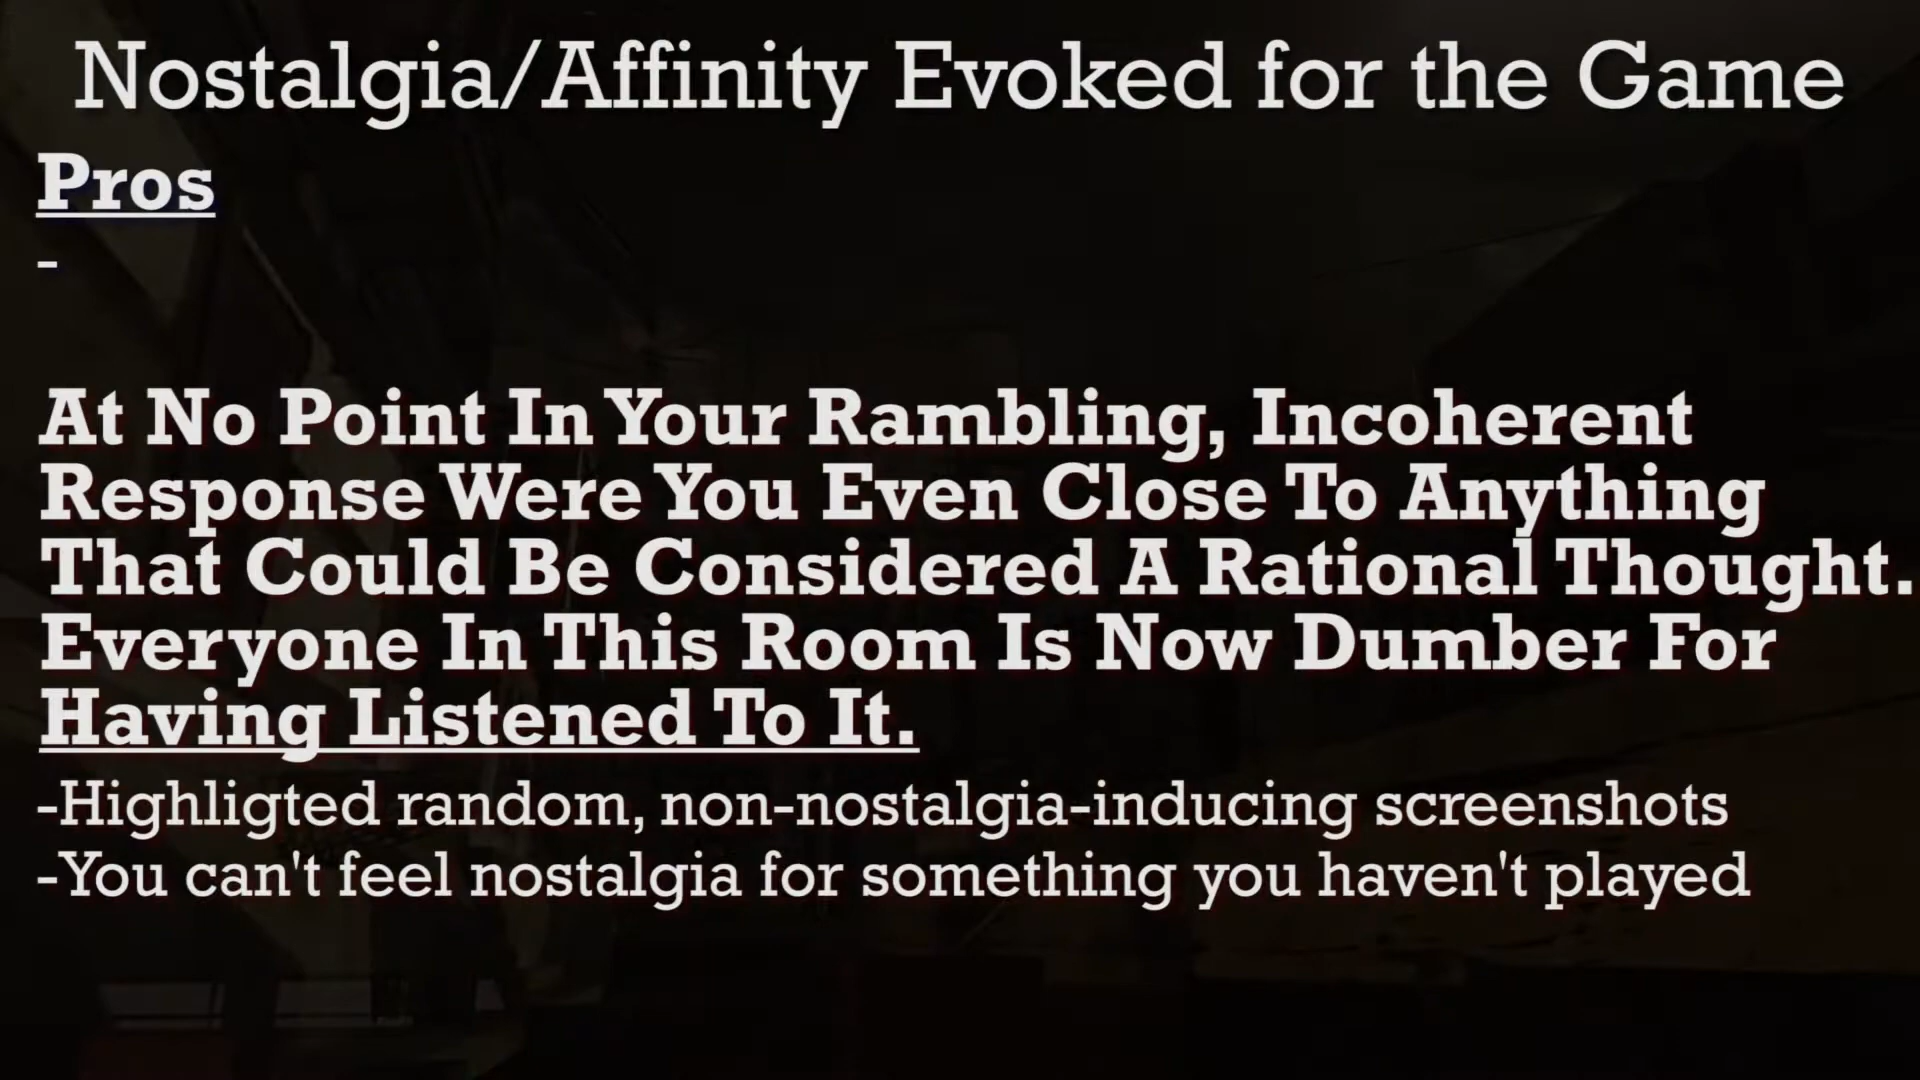 Nostalgia/Affinity Evoked for the Game
Pros
-
At No Point In Your Rambling, Incoherent
Response Were You Even Close To Anything
That Could Be Considered A Rational Thought.
Everyone In This Room Is Now Dumber For
Having Listened To It.
-Highligted random, non-nostalgia-inducing screenshots
-You can't feel nostalgia for something you haven't played